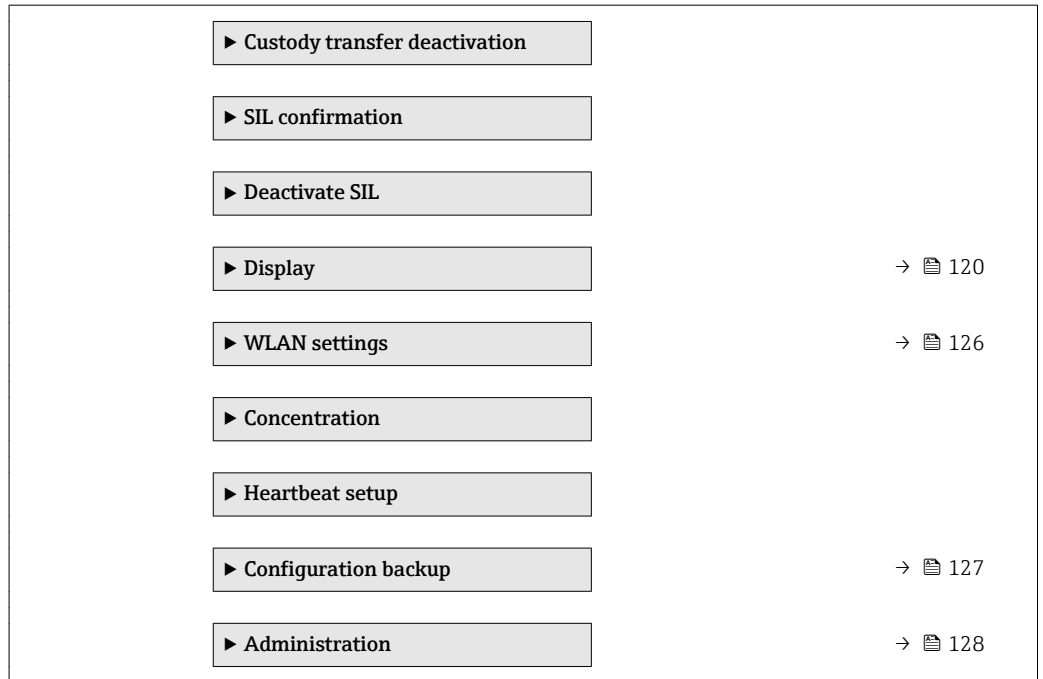 ▶ Custody transfer deactivation
▶ SIL confirmation
▶ Deactivate SIL
▶ Display → 🖹 120
▶ WLAN settings → 🖹 126
▶ Concentration
▶ Heartbeat setup
▶ Configuration backup → 🖹 127
▶ Administration → 🖹 128